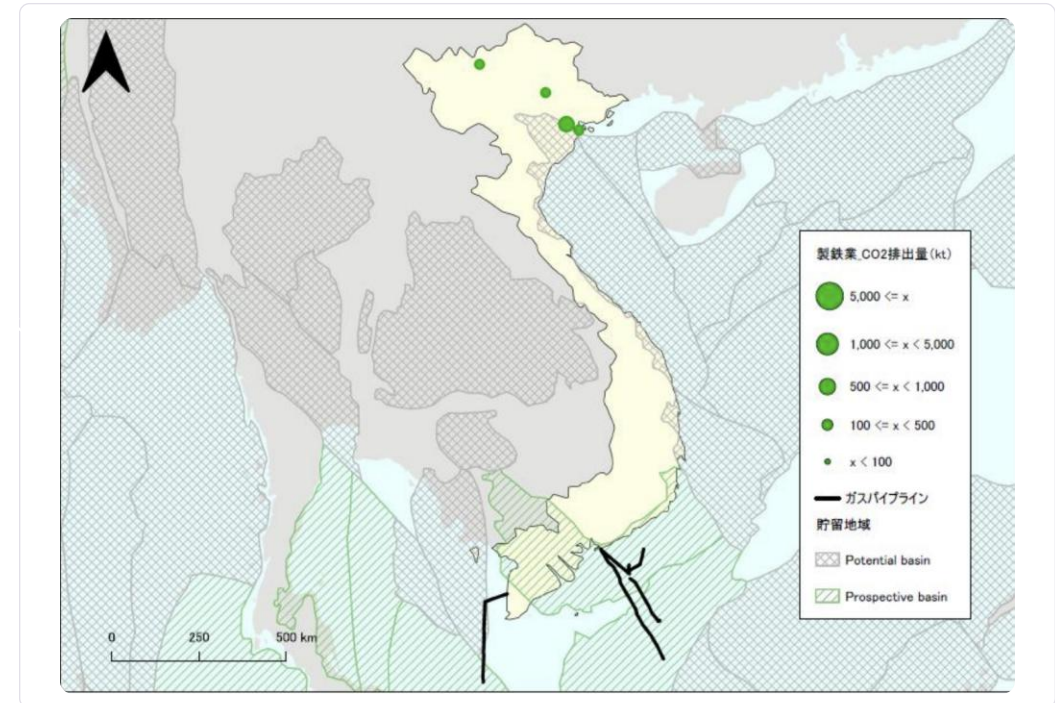 製鉄業_CO2排出量(kt)
5,000 <= x
1,000 <= x < 5,000
500 <= x < 1,000
100 <= x < 500
x < 100
ガスパイプライン
貯留地域
Potential basin
Prospective basin
0 250 500 km